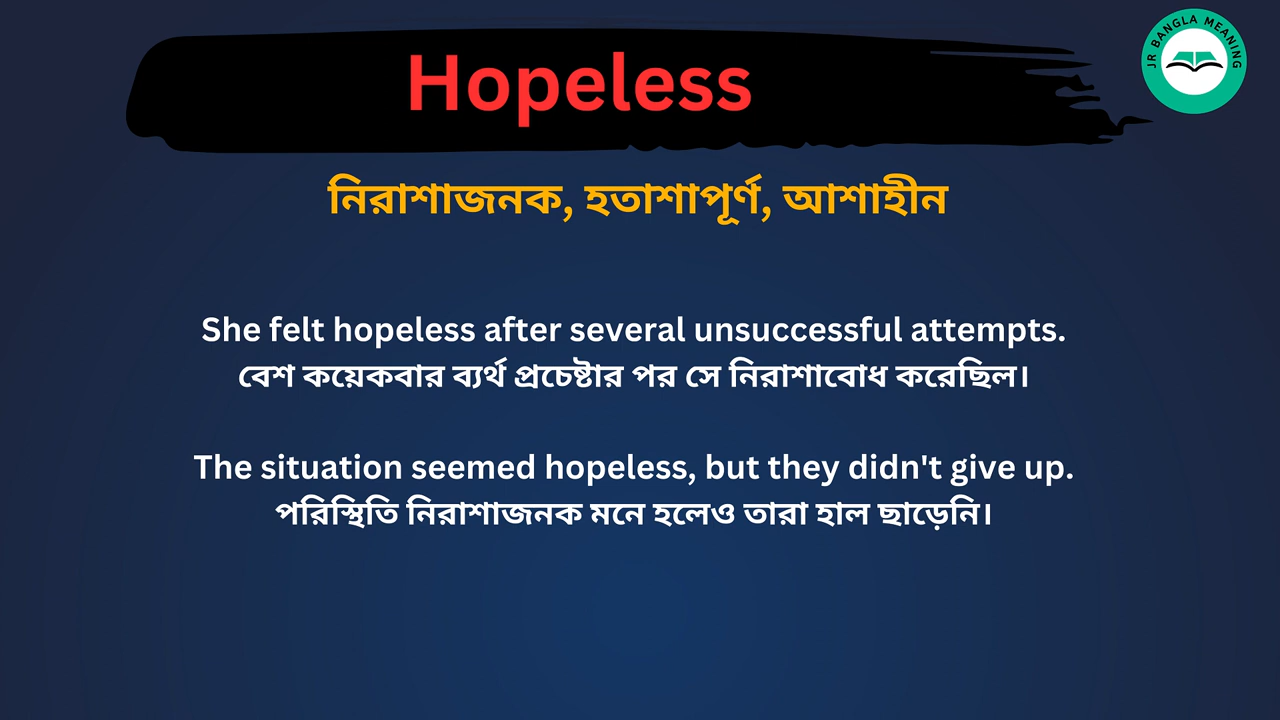 Hopeless
JR BANGLA MEANING
নিরাশাজনক, হতাশাপূর্ণ, আশাহীন
She felt hopeless after several unsuccessful attempts.
বেশ কয়েকবার ব্যর্থ প্রচেষ্টার পর সে নিরাশাবোধ করেছিল।
The situation seemed hopeless, but they didn't give up.
পরিস্থিতি নিরাশাজনক মনে হলেও তারা হাল ছাড়েনি।